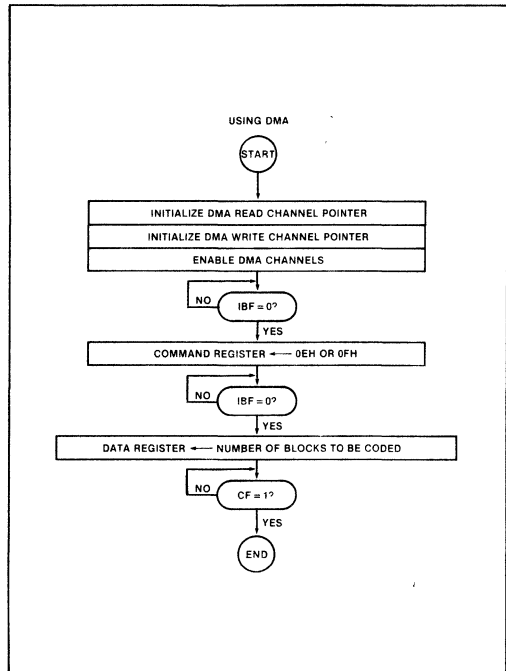 USING DMA
START
INITIALIZE DMA READ CHANNEL POINTER
INITIALIZE DMA WRITE CHANNEL POINTER
ENABLE DMA CHANNELS
NO
IBF = 0?
YES
COMMAND REGISTER ← 0EH OR 0FH
NO
IBF = 0?
YES
DATA REGISTER ← NUMBER OF BLOCKS TO BE CODED
NO
CF = 1?
YES
END